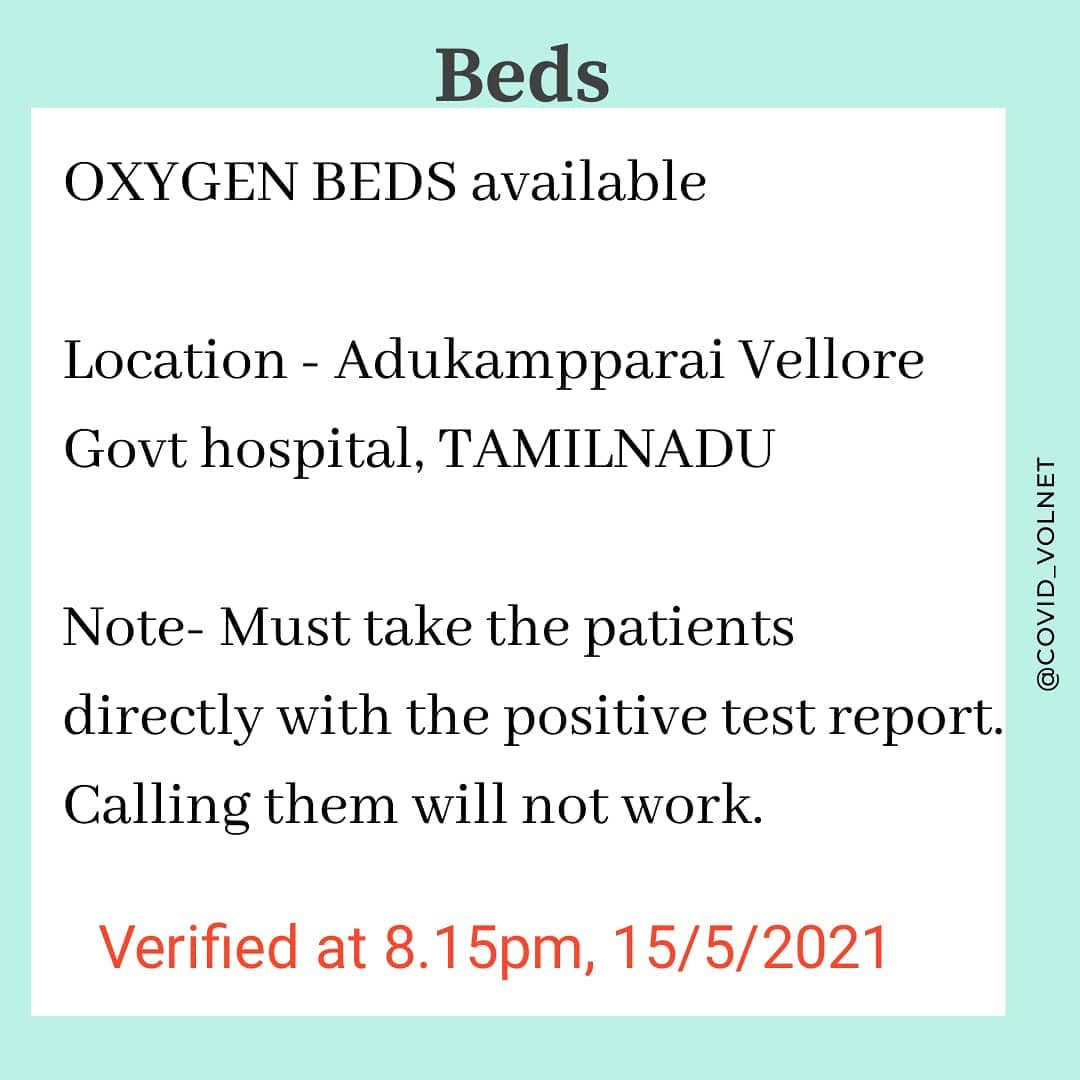 Beds
OXYGEN BEDS available
Location - Adukampparai Vellore
Govt hospital, TAMILNADU
Note- Must take the patients
directly with the positive test report.
Calling them will not work.
Verified at 8.15pm, 15/5/2021
@COVID_VOLNET